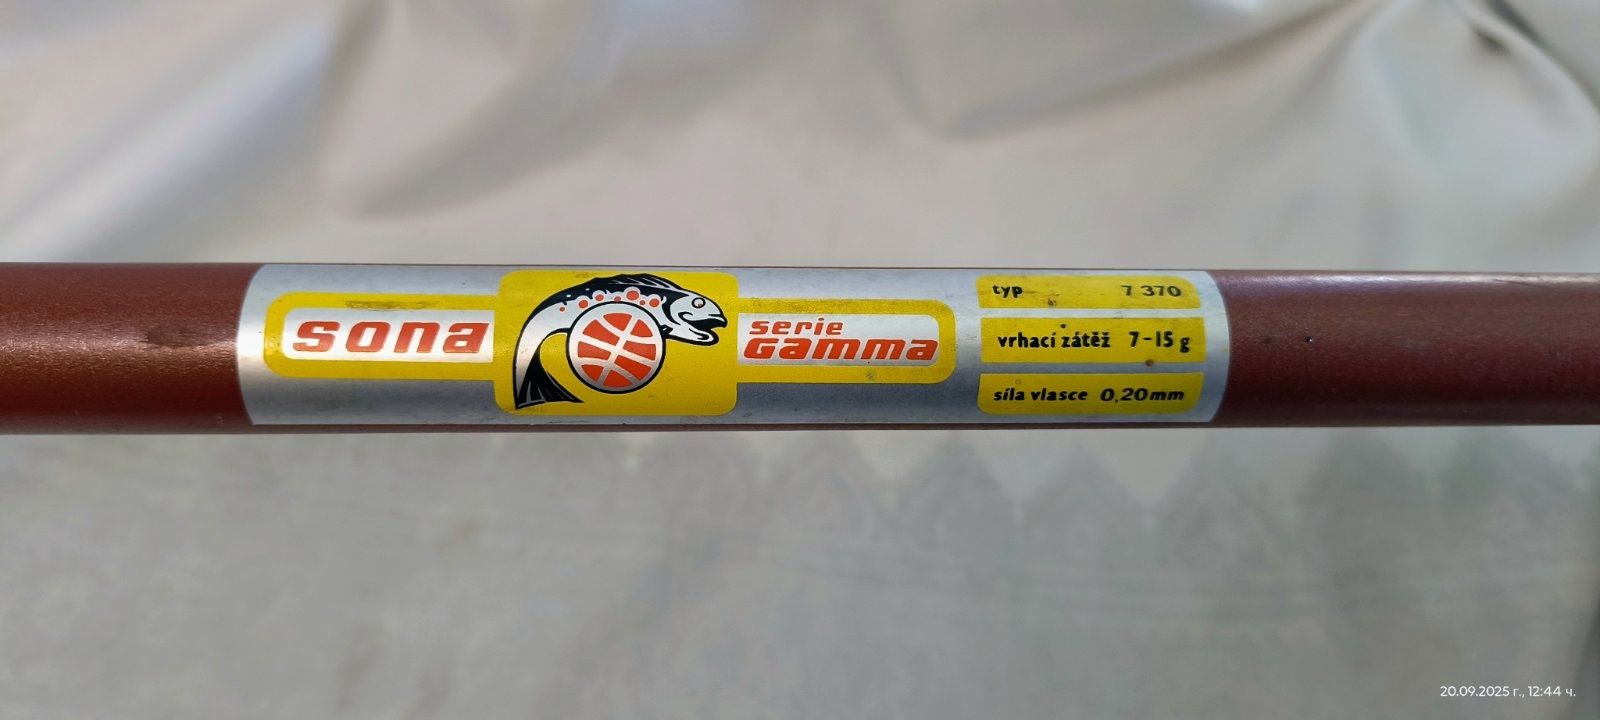 sona
serie
Gamma
typ 7 370
vrhací zátěž 7-15 g
síla vlasce 0,20mm
20.09.2025 г., 12:44 ч.